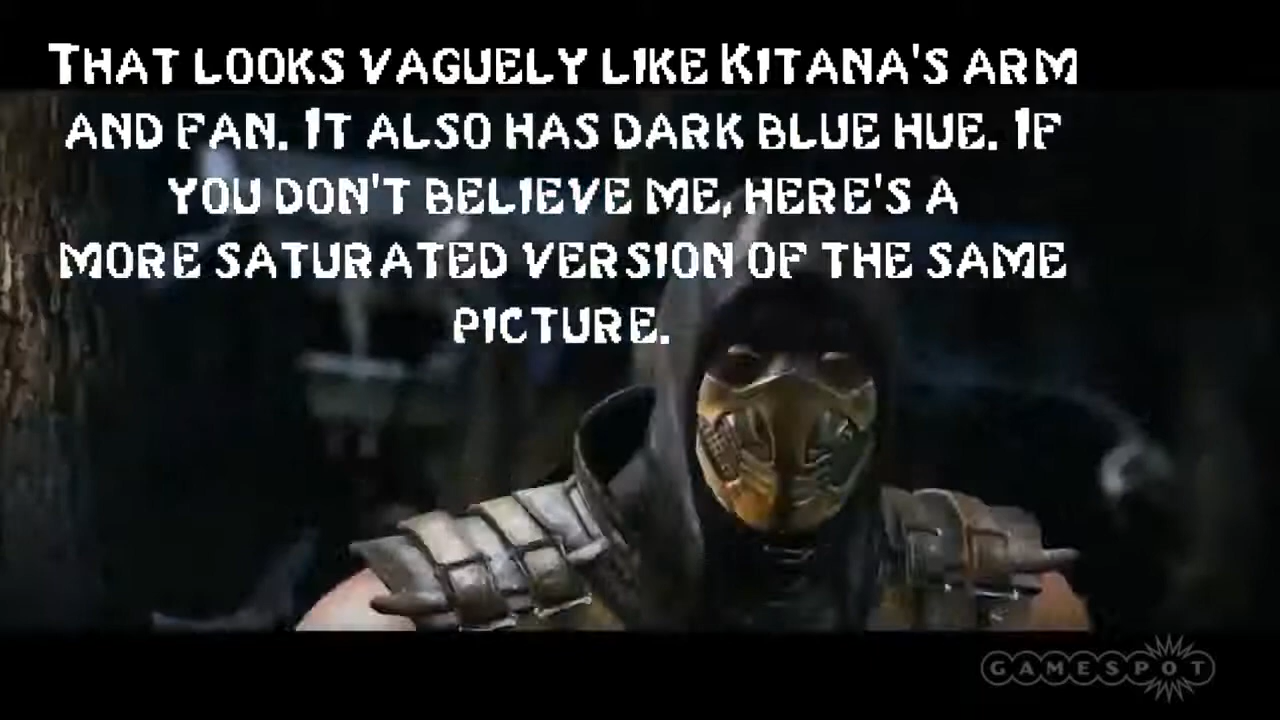 That looks vaguely like Kitana's arm
and fan. It also has dark blue hue. If
you don't believe me, here's a
more saturated version of the same
picture.
GAMESPOT